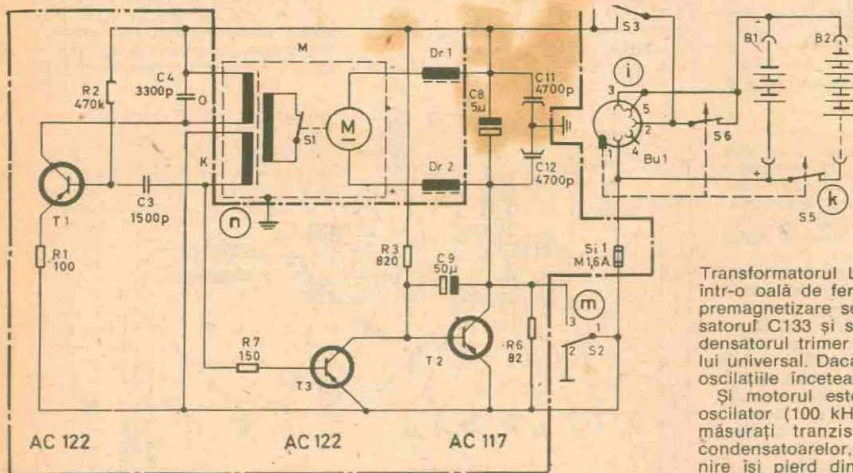 M
S3
B1
B2
Dr 1
C4
3300p
R2
470k
O
C8
5µ
C11
4700p
i
3
5
2
4
S1
M
S6
K
Dr 2
C12
4700p
1
Bu 1
k
S5
T1
C3
1500p
n
R1
100
R3
820
C9
50µ
Si 1
M1,6A
m
3
1
2
S2
R7
150
T3
T2
R6
82
AC 122
AC 122
AC 117
Transformatorul L
într-o oală de fer
premagnetizare se
satorul C133 și s
densatorul trimer
lui universal. Dacă
oscilațiile înceteaz
Și motorul este
oscilator (100 kH
măsurați tranzis
condensatoarelor,
nire își pierd din